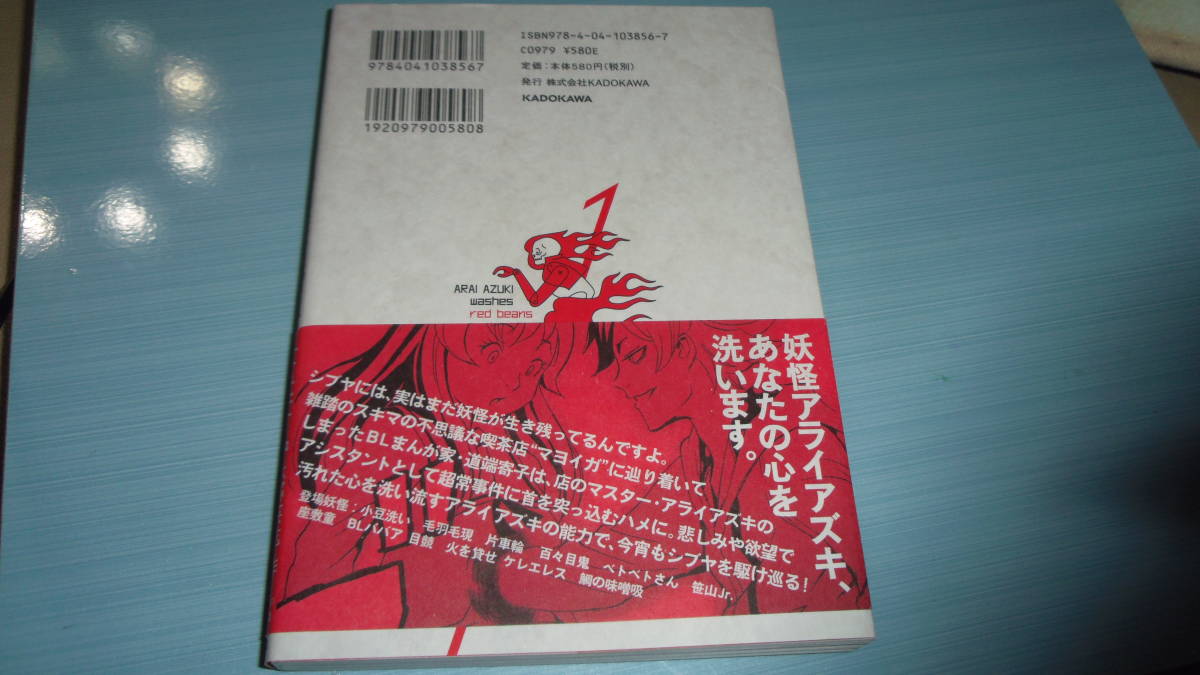 ISBN978-4-04-103856-7
C0979 ¥580E
定価：本体580円(税別)
発行 株式会社KADOKAWA
KADOKAWA
9784041038567
1920979005808
1
ARAI AZUKI
washes
red beans
妖怪アライアズキ、
あなたの心を
洗います。
シブヤには、実はまだ妖怪が生き残ってるんですよ。
雑踏のスキマの不思議な喫茶店“マヨイガ”に辿り着いて
しまったBLまんが家・道端寄子は、店のマスター・アライアズキの
アシスタントとして超常事件に首を突っ込むハメに。悲しみや欲望で
汚れた心を洗い流すアライアズキの能力で、今宵もシブヤを駆け巡る！
登場妖怪：小豆洗い 毛羽毛現 片車輪 百々目鬼 ベトベトさん 笹山Jr.
座敷童 BLババア 目競 火を貸せ ケレエレス 鯛の味噌吸